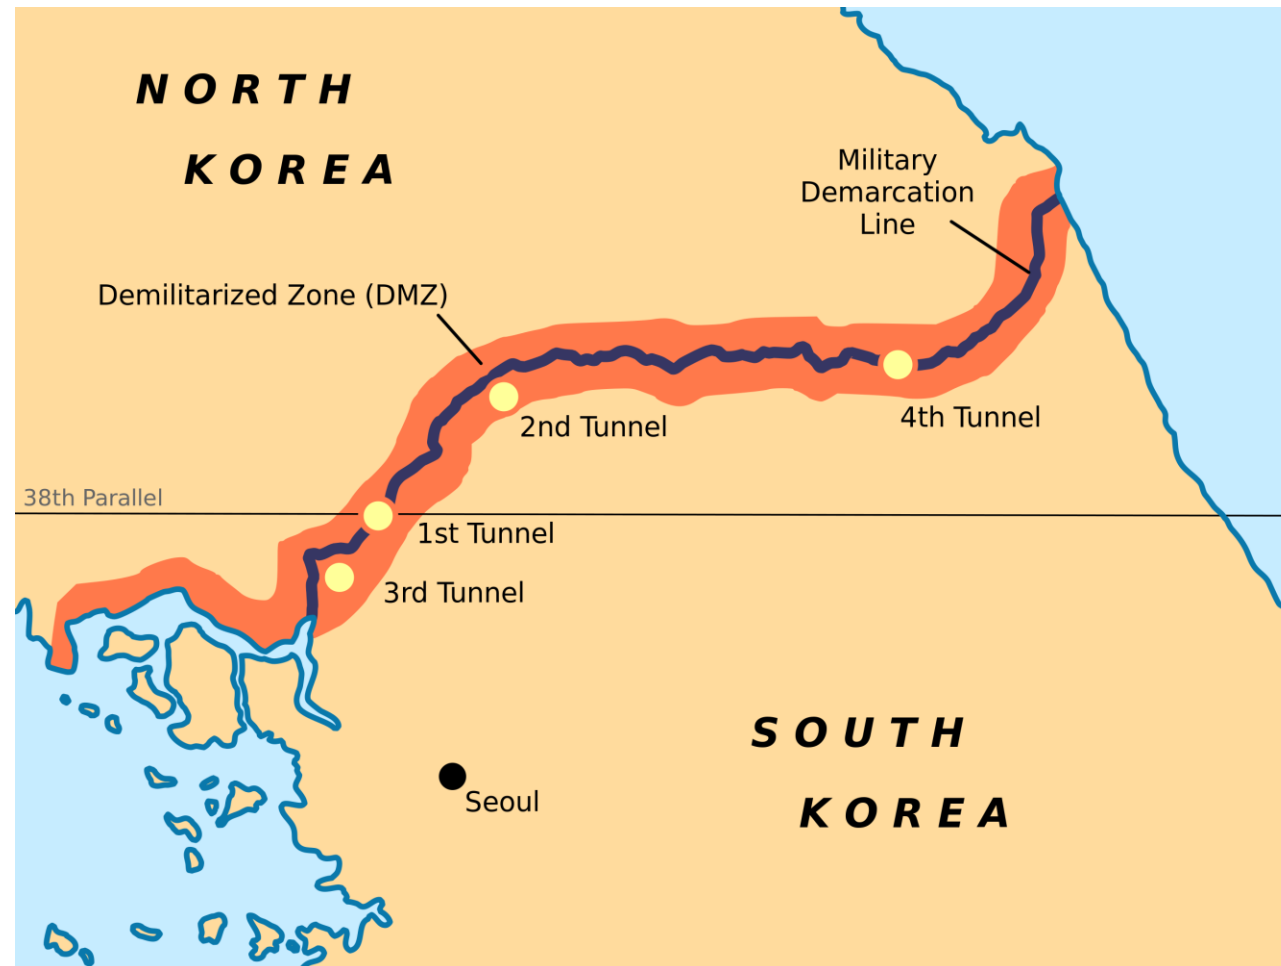 NORTH
KOREA
Military
Demarcation
Line
Demilitarized Zone (DMZ)
2nd Tunnel
4th Tunnel
38th Parallel
1st Tunnel
3rd Tunnel
SOUTH
KOREA
Seoul